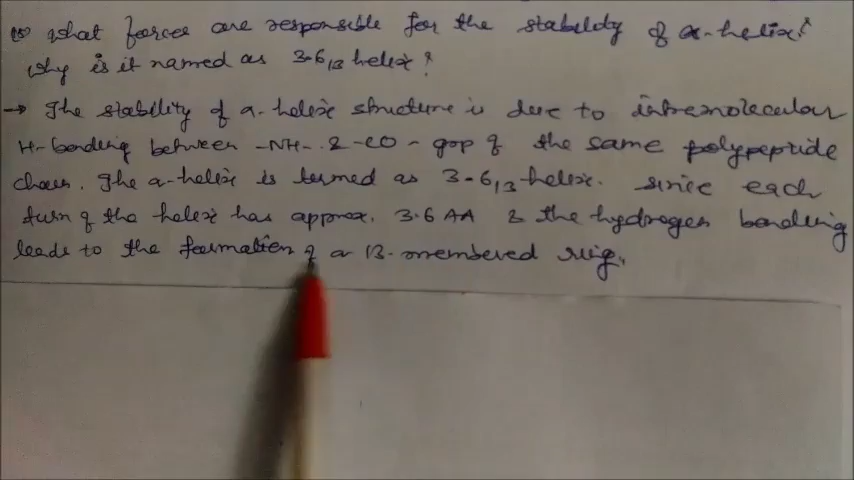 what forces are responsible for the stability of α-helix?
why is it named as 3.6₁₃ helix?
→ The stability of α-helix structure is due to intramolecular
H-bonding between -NH- & -CO- gop of the same polypeptide
chain. The α-helix is termed as 3.6₁₃ helix. since each
turn of the helix has approx. 3.6 AA & the hydrogen bonding
leads to the formation of a 13-membered ring.